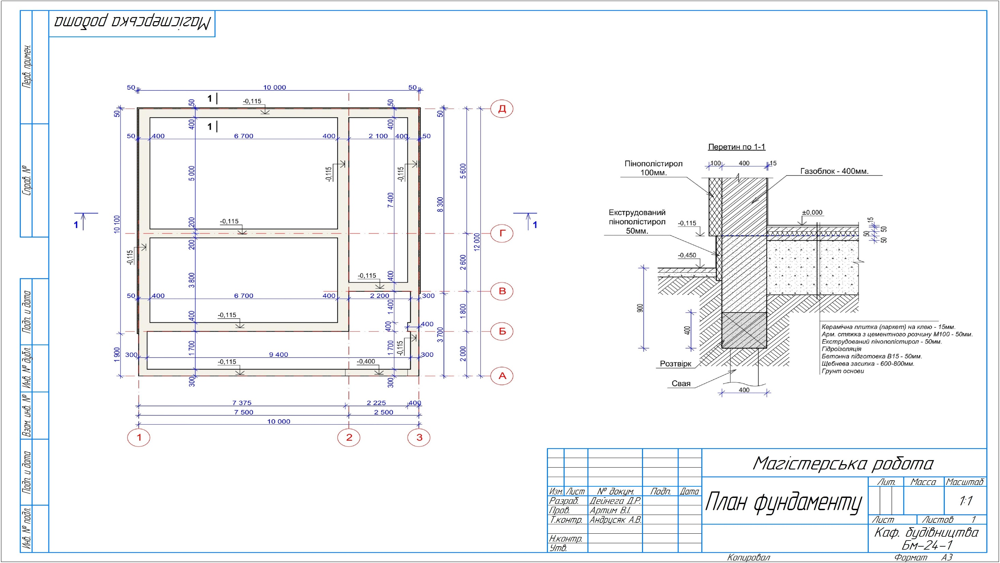 Магістерська робота
Перв. примен.
Справ. №
Подп. и дата
Инв. № дубл.
Взам. инв. №
Подп. и дата
Инв. № подл.
50
10 000
50
1
-0,115
50
50
Д
50
400
1
400
50
50
400
6 700
400
2 100
400
50
-0,115
-0,115
5 000
7 400
5 600
8 300
1
10 100
200
-0,115
1
Г
12 000
200
-0,115
2 600
3 800
-0,115
400
В
50
400
6 700
400
2 200
300
400
-0,115
1 400
1 800
400
400
Б
3 700
1 900
1 700
1 700
-0,115
2 000
300
9 400
300
-0,115
-0,400
А
300
300
7 375
2 225
400
7 500
2 500
10 000
1
2
3
Перетин по 1-1
Пінополістирол
100мм.
100
400
15
Газоблок - 400мм.
Екструдований
пінополістирол
50мм.
-0,115
±0,000
15
50
50
50
-0,450
900
400
Керамічна плитка (паркет) на клею - 15мм.
Арм. стяжка з цементного розчину М100 - 50мм.
Екструдований пінополістирол - 50мм.
Гідроізоляція
Бетонна підготовка В15 - 50мм.
Щебнева засипка - 600-800мм.
Грунт основи
Розтвірк
Свая
400
Магістерська робота
Изм. Лист № докум. Подп. Дата
Разраб. Дейнега Д.Р.
Пров. Артим В.І.
Т.контр. Андрусяк А.В.
Н.контр.
Утв.
План фундаменту
Лит. Масса Масштаб
1:1
Лист Листов 1
Каф. будівництва
Бм-24-1
Копировал
Формат А3